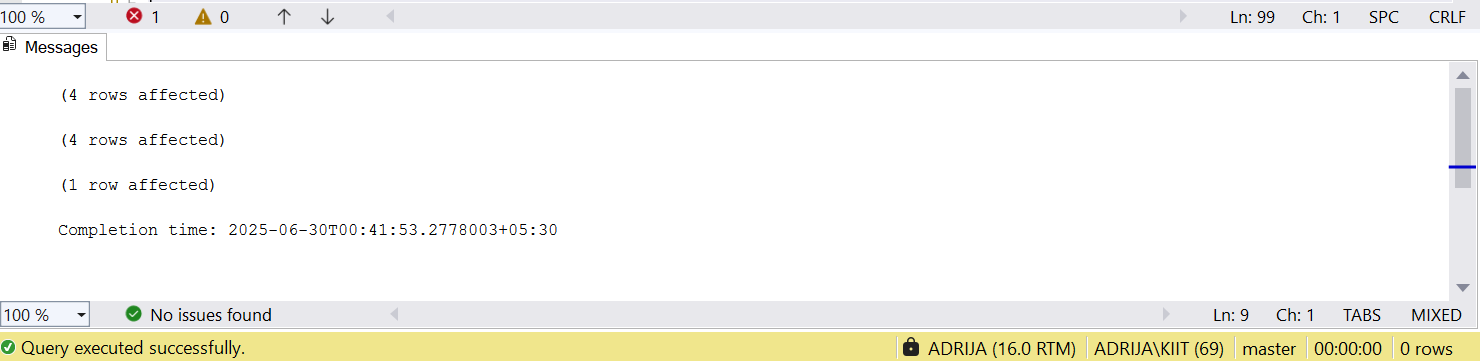 100 % 1 0 Ln: 99 Ch: 1 SPC CRLF
Messages
(4 rows affected)
(4 rows affected)
(1 row affected)
Completion time: 2025-06-30T00:41:53.2778003+05:30
100 % No issues found Ln: 9 Ch: 1 TABS MIXED
Query executed successfully. ADRIJA (16.0 RTM) ADRIJA\KIIT (69) master 00:00:00 0 rows